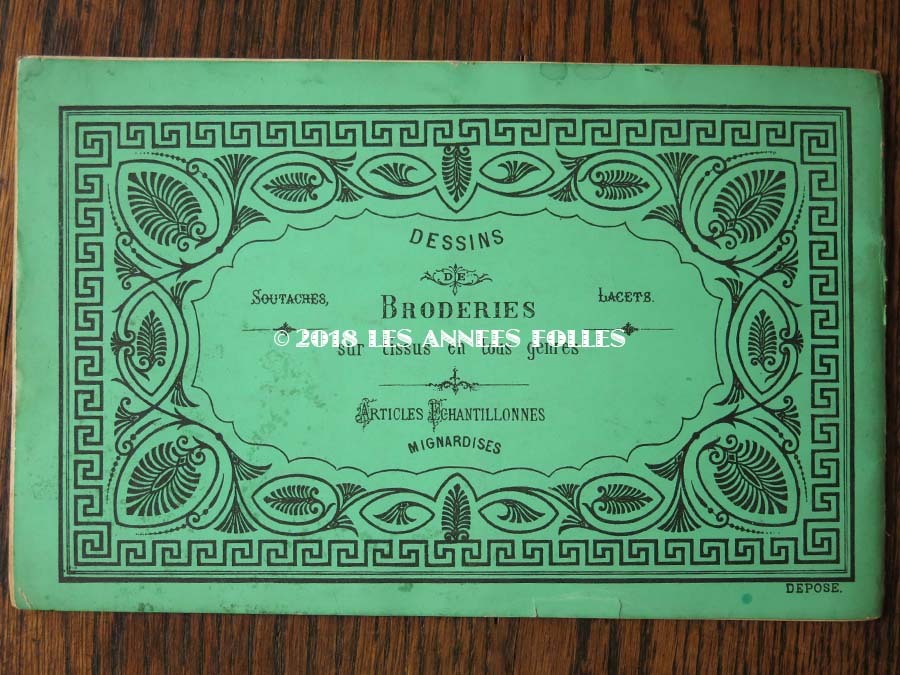 DESSINS
DE
SOUTACHES,
BRODERIES
LACETS.
© 2018 LES ANNEES FOLLES
sur tissus en tous genres
ARTICLES ECHANTILLONNES
MIGNARDISES
DEPOSE.